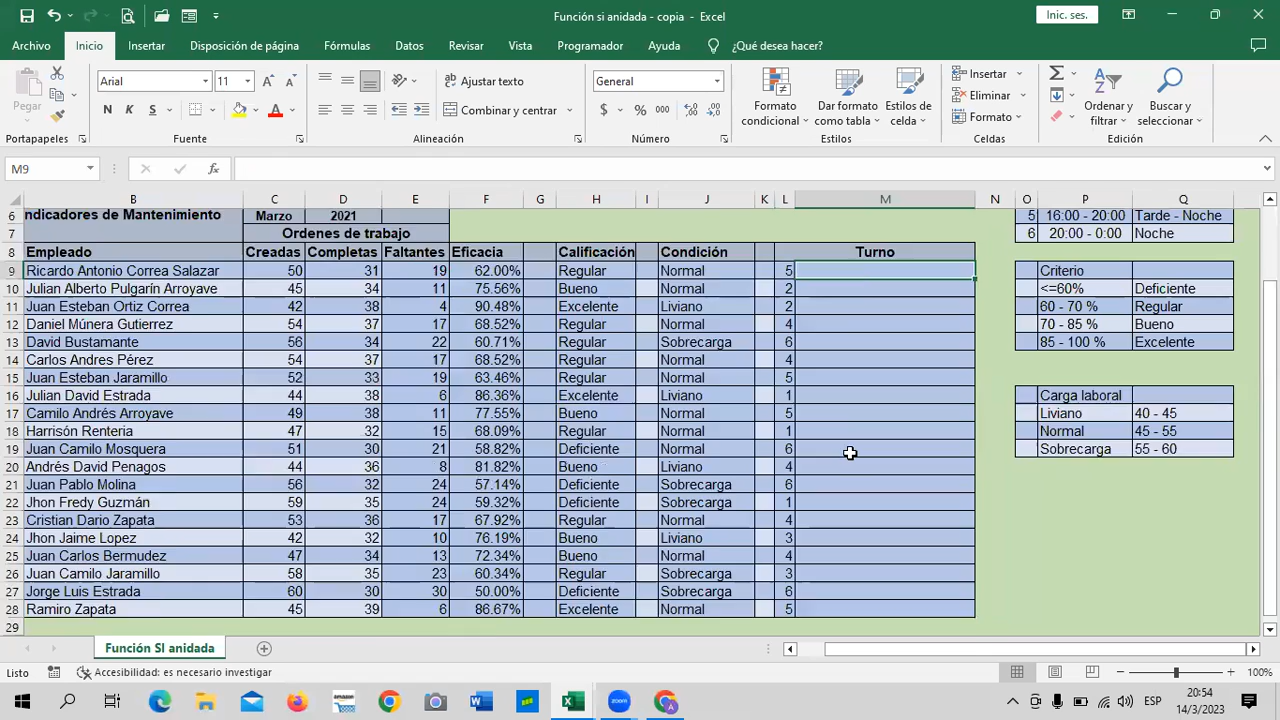 Función si anidada - copia - Excel
Inic. ses.
Archivo Inicio Insertar Disposición de página Fórmulas Datos Revisar Vista Programador Ayuda ¿Qué desea hacer?
Pegar
Arial 11
N K S
Ajustar texto
Combinar y centrar
General
$ % 000
Formato condicional
Dar formato como tabla
Estilos de celda
Insertar
Eliminar
Formato
Ordenar y filtrar
Buscar y seleccionar
Portapapeles Fuente Alineación Número Estilos Celdas Edición
M9 fx
B C D E F G H I J K L M N O P Q
6 ndicadores de Mantenimiento Marzo 2021 5 16:00 - 20:00 Tarde - Noche
7 Ordenes de trabajo 6 20:00 - 0:00 Noche
8 Empleado Creadas Completas Faltantes Eficacia Calificación Condición Turno
9 Ricardo Antonio Correa Salazar 50 31 19 62.00% Regular Normal 5 Criterio
10 Julian Alberto Pulgarín Arroyave 45 34 11 75.56% Bueno Normal 2 <=60% Deficiente
11 Juan Esteban Ortiz Correa 42 38 4 90.48% Excelente Liviano 2 60 - 70 % Regular
12 Daniel Múnera Gutierrez 54 37 17 68.52% Regular Normal 4 70 - 85 % Bueno
13 David Bustamante 56 34 22 60.71% Regular Sobrecarga 6 85 - 100 % Excelente
14 Carlos Andres Pérez 54 37 17 68.52% Regular Normal 4
15 Juan Esteban Jaramillo 52 33 19 63.46% Regular Normal 5
16 Julian David Estrada 44 38 6 86.36% Excelente Liviano 1 Carga laboral
17 Camilo Andrés Arroyave 49 38 11 77.55% Bueno Normal 5 Liviano 40 - 45
18 Harrisón Renteria 47 32 15 68.09% Regular Normal 1 Normal 45 - 55
19 Juan Camilo Mosquera 51 30 21 58.82% Deficiente Normal 6 Sobrecarga 55 - 60
20 Andrés David Penagos 44 36 8 81.82% Bueno Liviano 4
21 Juan Pablo Molina 56 32 24 57.14% Deficiente Sobrecarga 6
22 Jhon Fredy Guzmán 59 35 24 59.32% Deficiente Sobrecarga 1
23 Cristian Dario Zapata 53 36 17 67.92% Regular Normal 4
24 Jhon Jaime Lopez 42 32 10 76.19% Bueno Liviano 3
25 Juan Carlos Bermudez 47 34 13 72.34% Bueno Normal 4
26 Juan Camilo Jaramillo 58 35 23 60.34% Regular Sobrecarga 3
27 Jorge Luis Estrada 60 30 30 50.00% Deficiente Sobrecarga 6
28 Ramiro Zapata 45 39 6 86.67% Excelente Normal 5
29
Función SI anidada
Listo Accesibilidad: es necesario investigar 100%
amazon zoom A ESP 20:54
14/3/2023